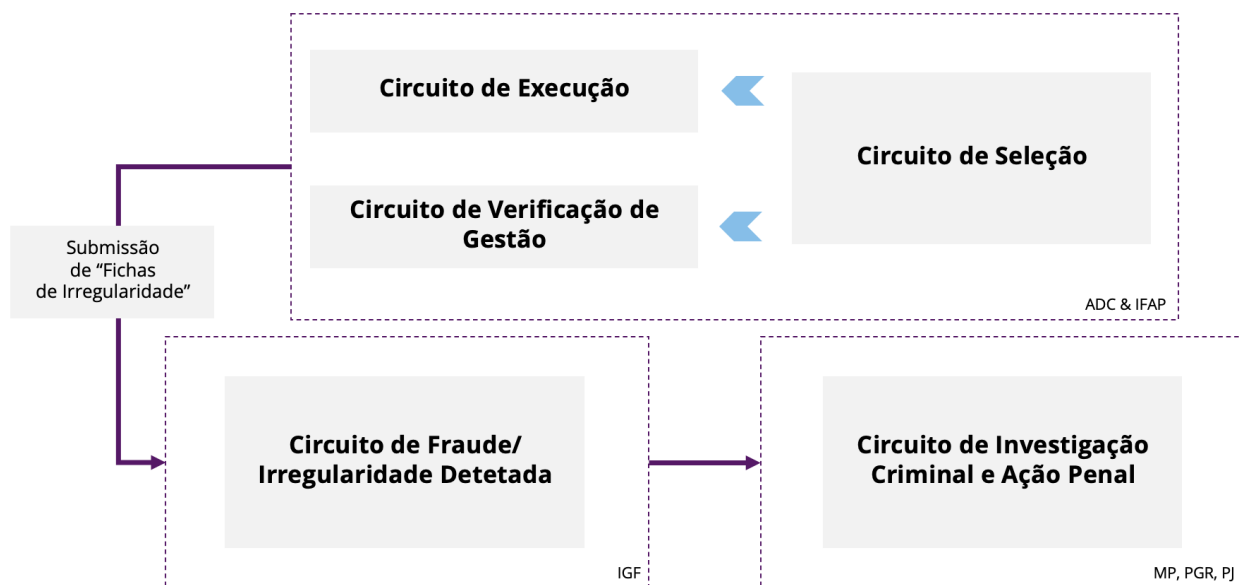 Circuito de Execução
Circuito de Seleção
Circuito de Verificação de
Gestão
ADC & IFAP
Submissão
de “Fichas
de Irregularidade”
Circuito de Fraude/
Irregularidade Detetada
IGF
Circuito de Investigação
Criminal e Ação Penal
MP, PGR, PJ